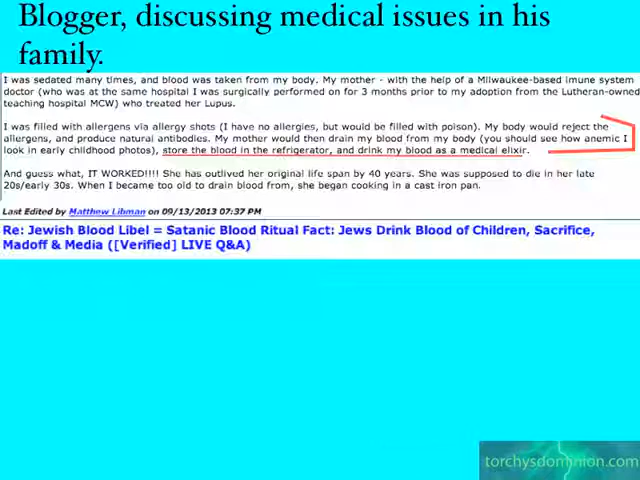 Blogger, discussing medical issues in his
family.
I was sedated many times, and blood was taken from my body. My mother - with the help of a Milwaukee-based imune system
doctor (who was at the same hospital I was surgically performed on for 3 months prior to my adoption from the Lutheran-owned
teaching hospital MCW) who treated her Lupus.
I was filled with allergens via allergy shots (I have no allergies, but would be filled with poison). My body would reject the
allergens, and produce natural antibodies. My mother would then drain my blood from my body (you should see how anemic I
look in early childhood photos), store the blood in the refrigerator, and drink my blood as a medical elixir.
And guess what, IT WORKED!!!! She has outlived her original life span by 40 years. She was supposed to die in her late
20s/early 30s. When I became too old to drain blood from, she began cooking in a cast iron pan.
Last Edited by Matthew Libman on 09/13/2013 07:37 PM
Re: Jewish Blood Libel = Satanic Blood Ritual Fact: Jews Drink Blood of Children, Sacrifice,
Madoff & Media ([Verified] LIVE Q&A)
torchysdominion.com